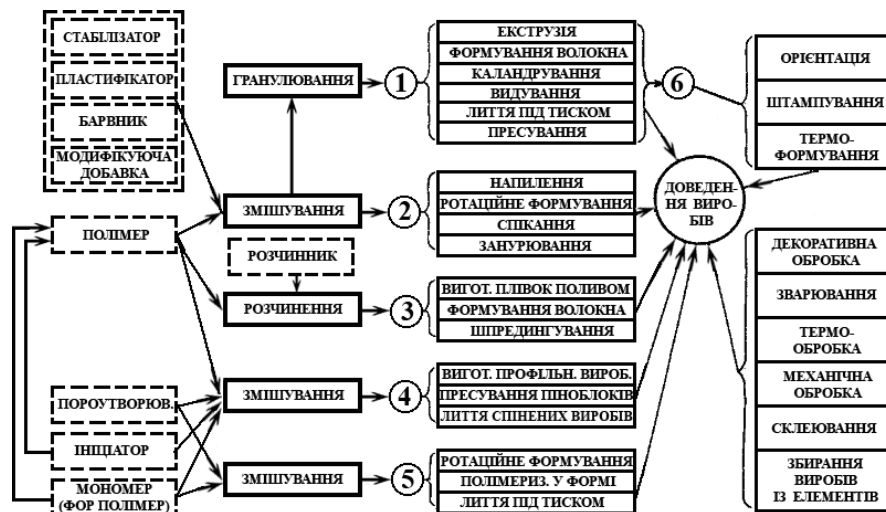 СТАБІЛІЗАТОР
ПЛАСТИФІКАТОР
БАРВНИК
МОДИФІКУЮЧА
ДОБАВКА
ПОЛІМЕР
ПОРОУТВОРЮВ.
ІНІЦІАТОР
МОНОМЕР
(ФОР ПОЛІМЕР)
ГРАНУЛЮВАННЯ
ЗМІШУВАННЯ
РОЗЧИННИК
РОЗЧИНЕННЯ
ЗМІШУВАННЯ
ЗМІШУВАННЯ
1
ЕКСТРУЗІЯ
ФОРМУВАННЯ ВОЛОКНА
КАЛАНДРУВАННЯ
ВИДУВАННЯ
ЛИТТЯ ПІД ТИСКОМ
ПРЕСУВАННЯ
2
НАПИЛЕННЯ
РОТАЦІЙНЕ ФОРМУВАННЯ
СПІКАННЯ
ЗАНУРЮВАННЯ
3
ВИГОТ. ПЛІВОК ПОЛИВОМ
ФОРМУВАННЯ ВОЛОКНА
ШПРЕДИНГУВАННЯ
4
ВИГОТ. ПРОФІЛЬН. ВИРОБ.
ПРЕСУВАННЯ ПІНОБЛОКІВ
ЛИТТЯ СПІНЕНИХ ВИРОБІВ
5
РОТАЦІЙНЕ ФОРМУВАННЯ
ПОЛІМЕРИЗ. У ФОРМІ
ЛИТТЯ ПІД ТИСКОМ
6
ОРІЄНТАЦІЯ
ШТАМПУВАННЯ
ТЕРМО-
ФОРМУВАННЯ
ДОВЕДЕН-
НЯ ВИРО-
БІВ
ДЕКОРАТИВНА
ОБРОБКА
ЗВАРЮВАННЯ
ТЕРМО-
ОБРОБКА
МЕХАНІЧНА
ОБРОБКА
СКЛЕЮВАННЯ
ЗБИРАННЯ
ВИРОБІВ
ІЗ ЕЛЕМЕНТІВ